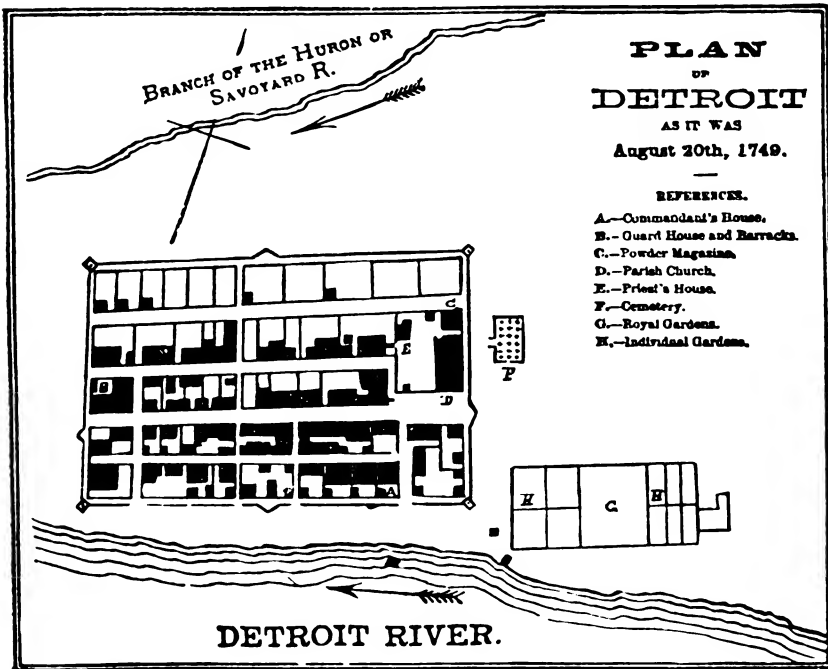 BRANCH OF THE HURON OR
SAVOYARD R.
PLAN
OF
DETROIT
AS IT WAS
August 20th, 1749.
REFERENCES.
A.—Commandant's House.
B.—Guard House and Barracks.
C.—Powder Magazine.
D.—Parish Church.
E.—Priest's House.
F.—Cemetery.
G.—Royal Gardens.
H.—Individual Gardens.
C
E
F
B
D
A
H
G
H
DETROIT RIVER.